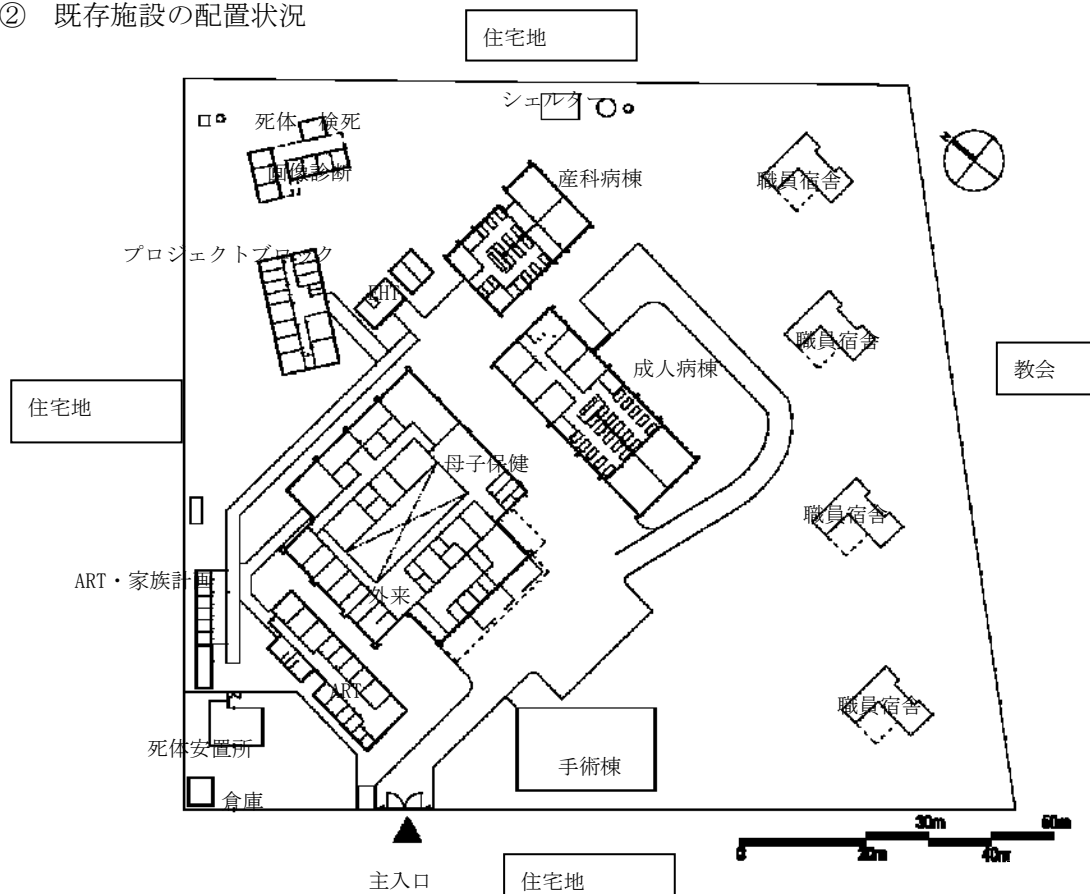 ② 既存施設の配置状況
住宅地
シェルター
死体 検死
画像診断
産科病棟
職員宿舎
N
プロジェクトブロック
EHT
職員宿舎
成人病棟
教会
住宅地
母子保健
職員宿舎
ART・家族計画
外来
ART
職員宿舎
死体安置所
手術棟
倉庫
30m
50m
0
20m
40m
主入口
住宅地